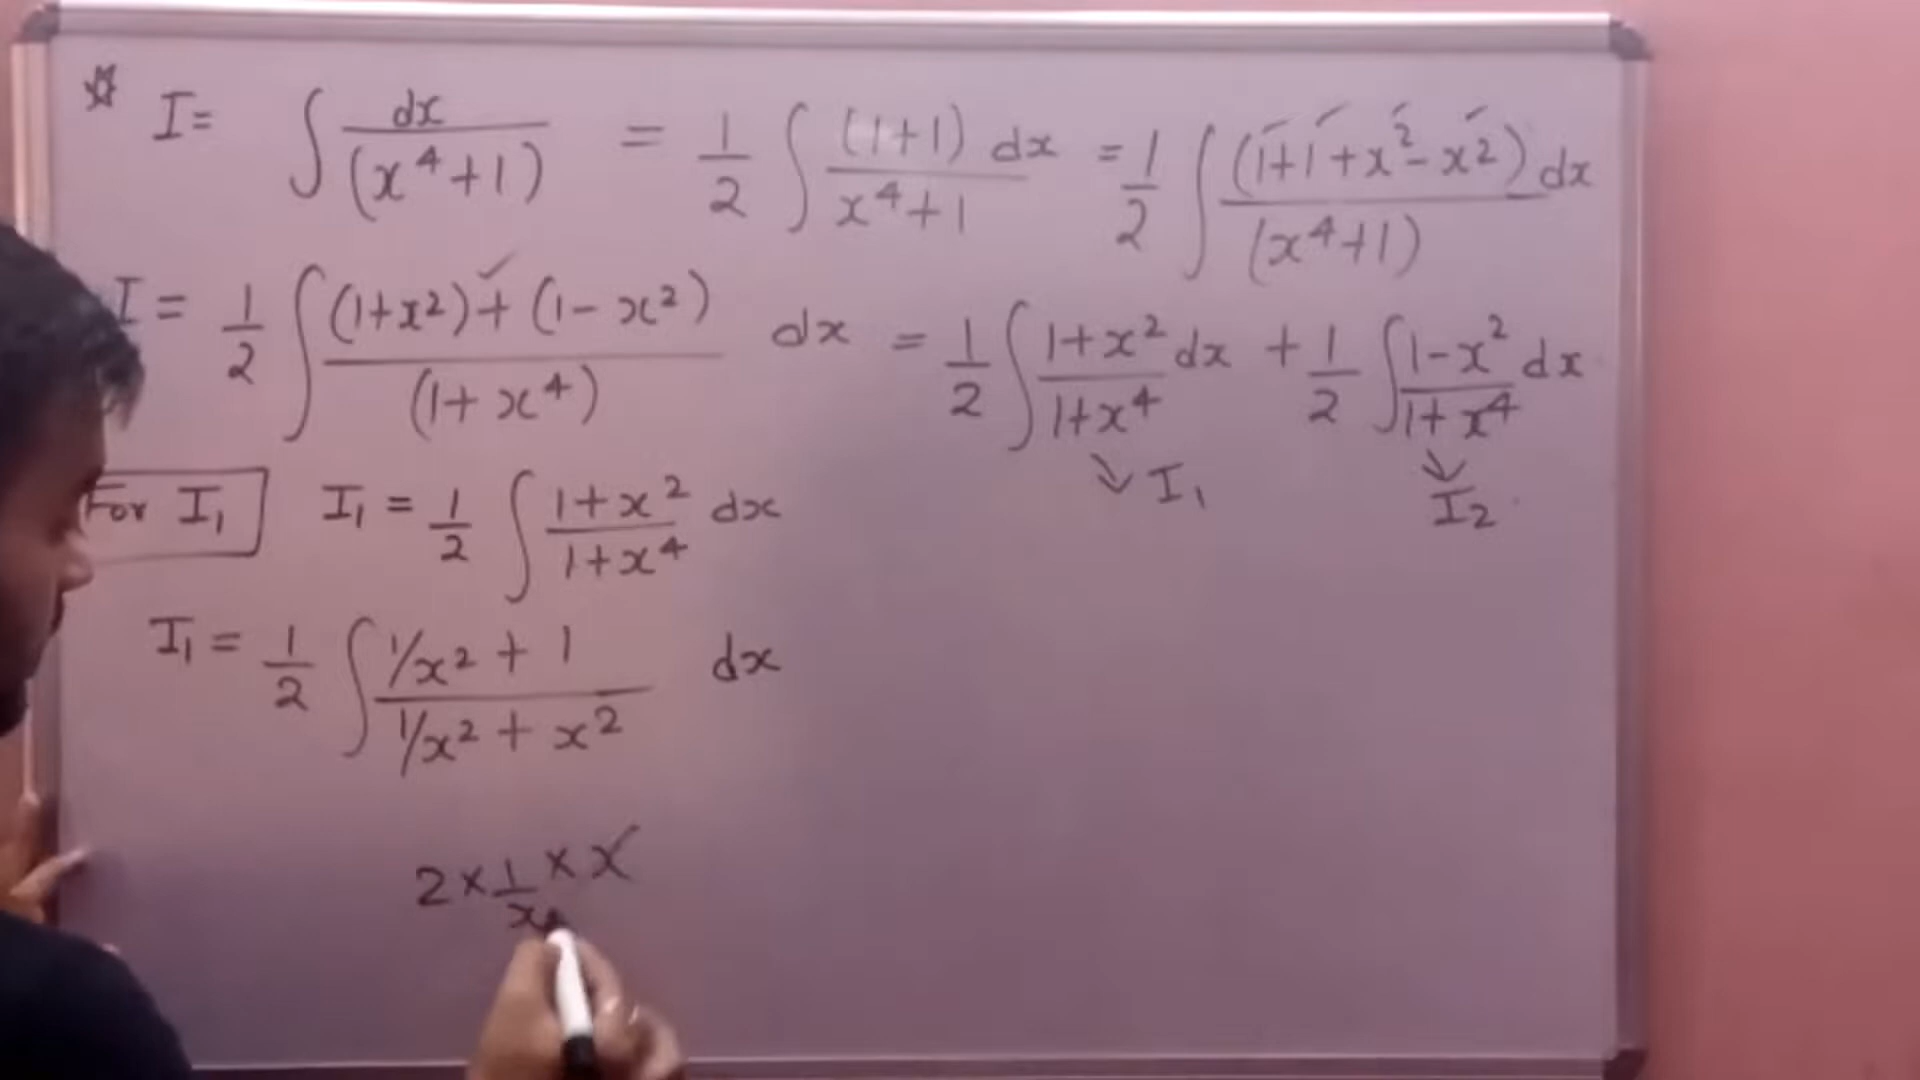 ☆ I = ∫ dx/(x⁴+1) = 1/2 ∫ (1+1) dx/x⁴+1 = 1/2 ∫ (1+1+x²-x²) dx/(x⁴+1)
I = 1/2 ∫ (1+x²)+(1-x²)/(1+x⁴) dx = 1/2 ∫ 1+x²/1+x⁴ dx + 1/2 ∫ 1-x²/1+x⁴ dx
↘ I₁ ↓ I₂
For I₁ I₁ = 1/2 ∫ 1+x²/1+x⁴ dx
I₁ = 1/2 ∫ 1/x² + 1/1/x² + x² dx
2 × 1/x × x